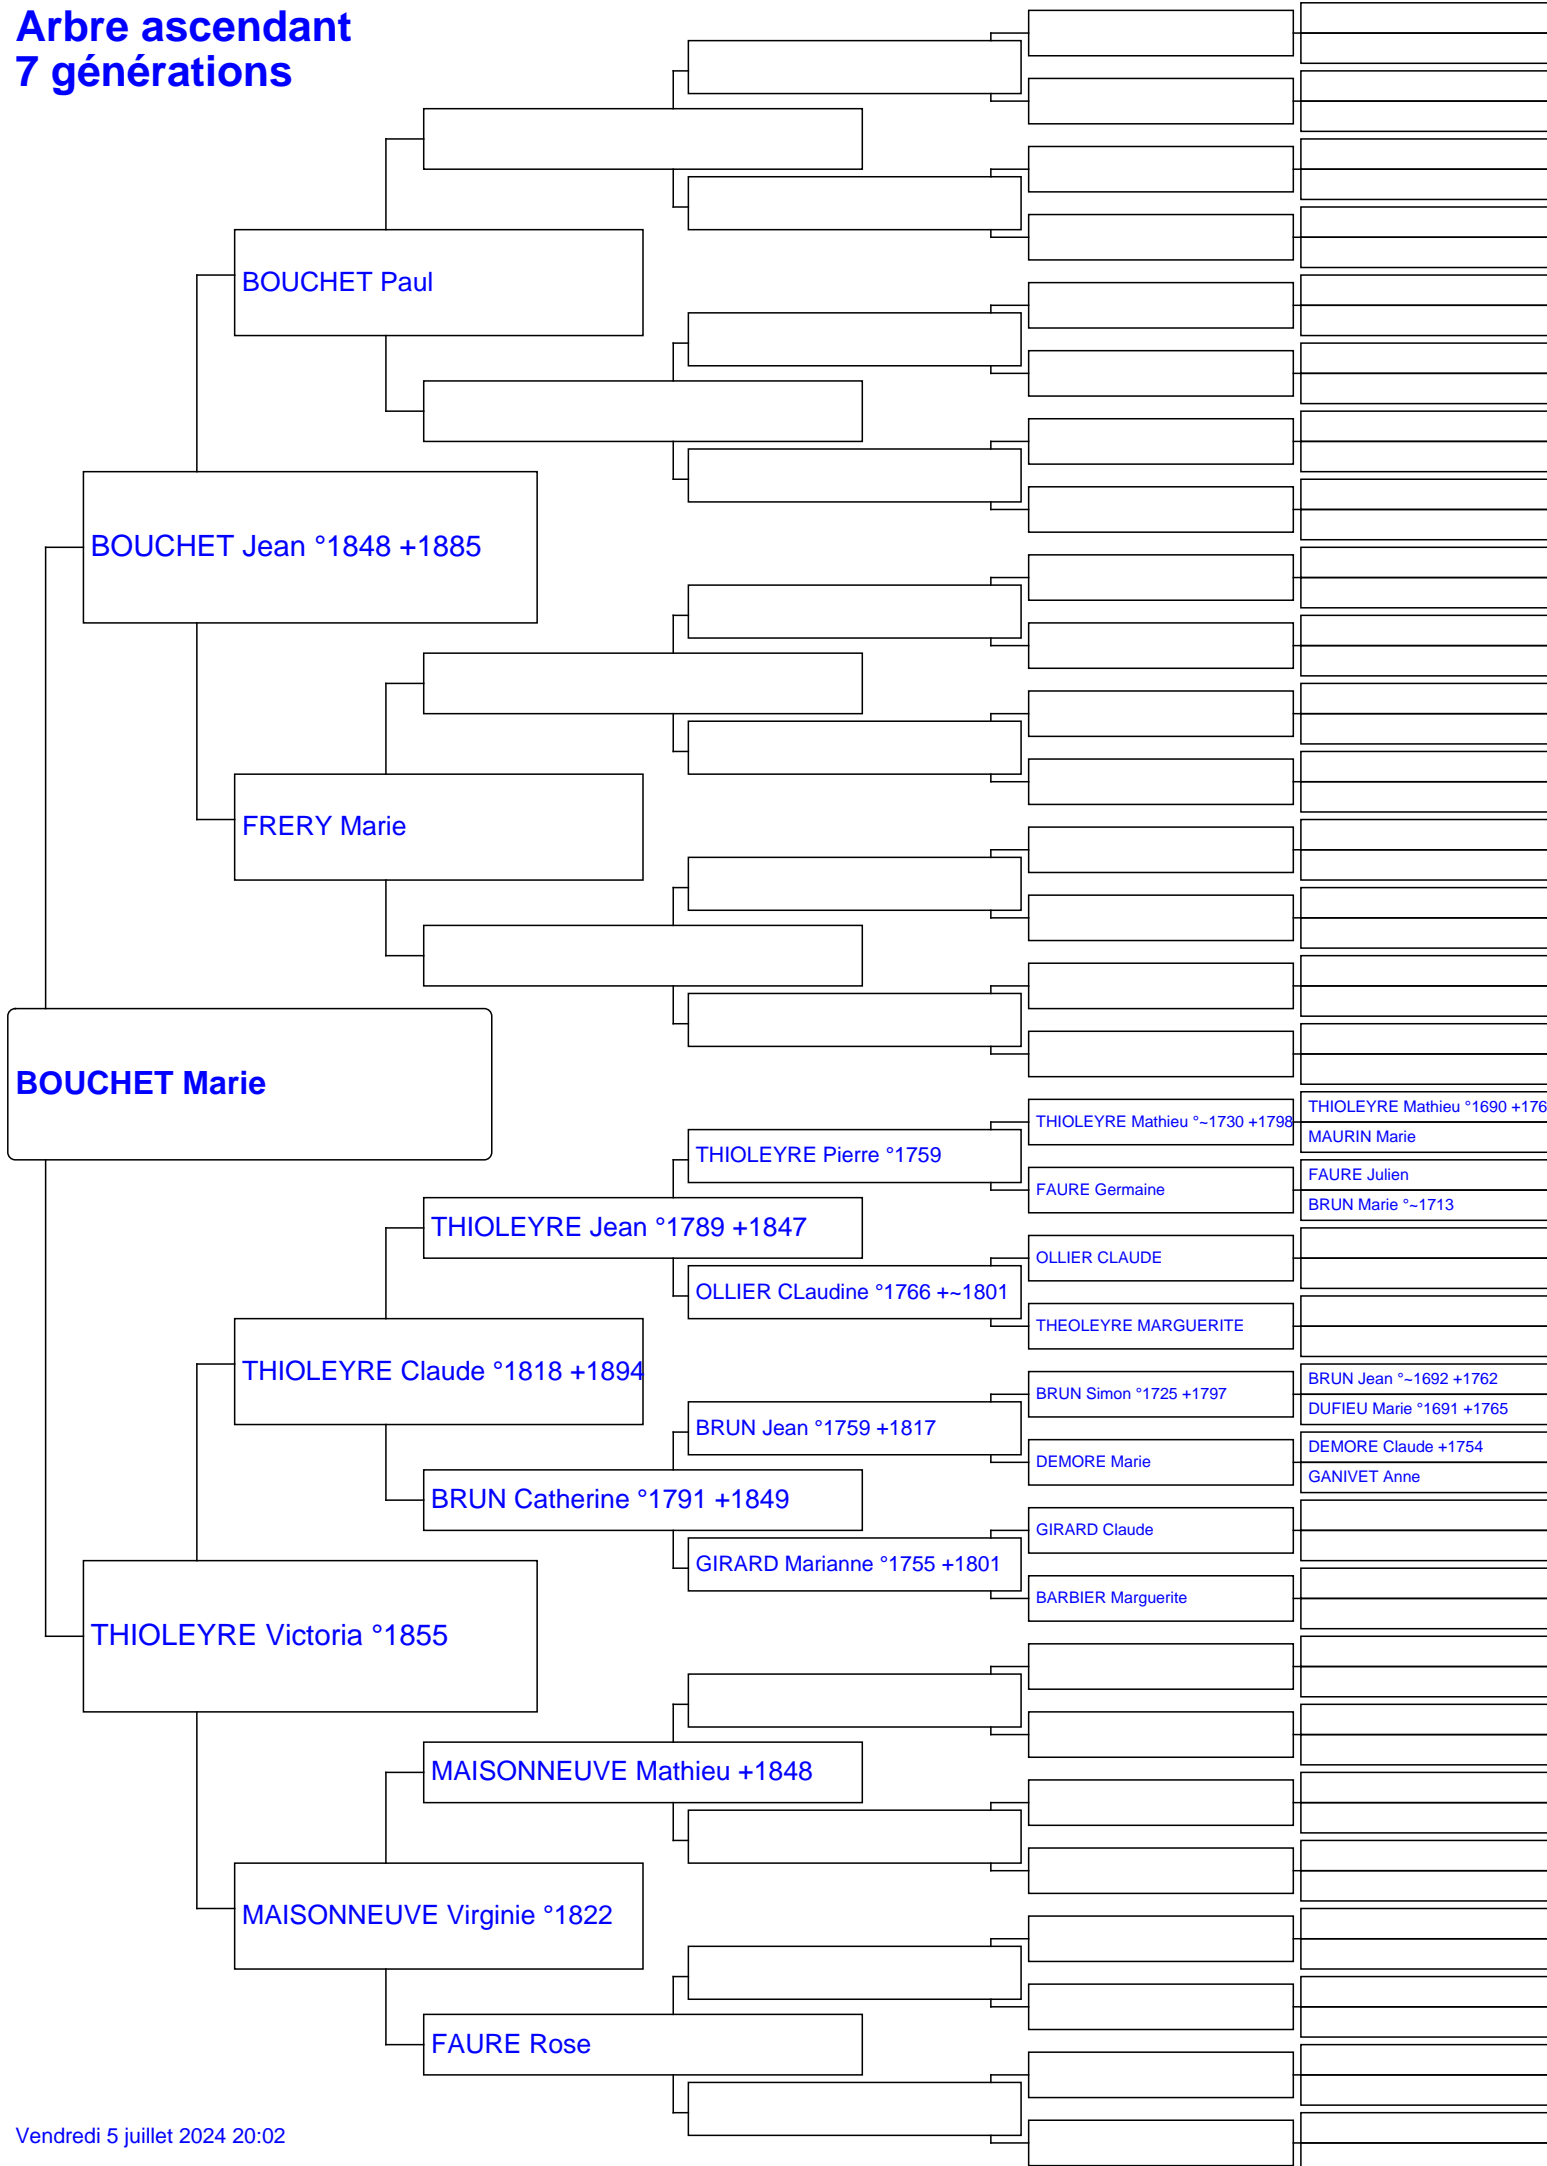 Arbre ascendant
7 générations
BOUCHET Paul
BOUCHET Jean °1848 +1885
FRERY Marie
BOUCHET Marie
THIOLEYRE Mathieu °~1730 +1798
THIOLEYRE Mathieu °1690 +176
MAURIN Marie
THIOLEYRE Pierre °1759
FAURE Germaine
FAURE Julien
BRUN Marie °~1713
THIOLEYRE Jean °1789 +1847
OLLIER CLAUDE
OLLIER CLaudine °1766 +~1801
THEOLEYRE MARGUERITE
THIOLEYRE Claude °1818 +1894
BRUN Simon °1725 +1797
BRUN Jean °~1692 +1762
DUFIEU Marie °1691 +1765
BRUN Jean °1759 +1817
DEMORE Marie
DEMORE Claude +1754
GANIVET Anne
BRUN Catherine °1791 +1849
GIRARD Claude
GIRARD Marianne °1755 +1801
BARBIER Marguerite
THIOLEYRE Victoria °1855
MAISONNEUVE Mathieu +1848
MAISONNEUVE Virginie °1822
FAURE Rose
Vendredi 5 juillet 2024 20:02